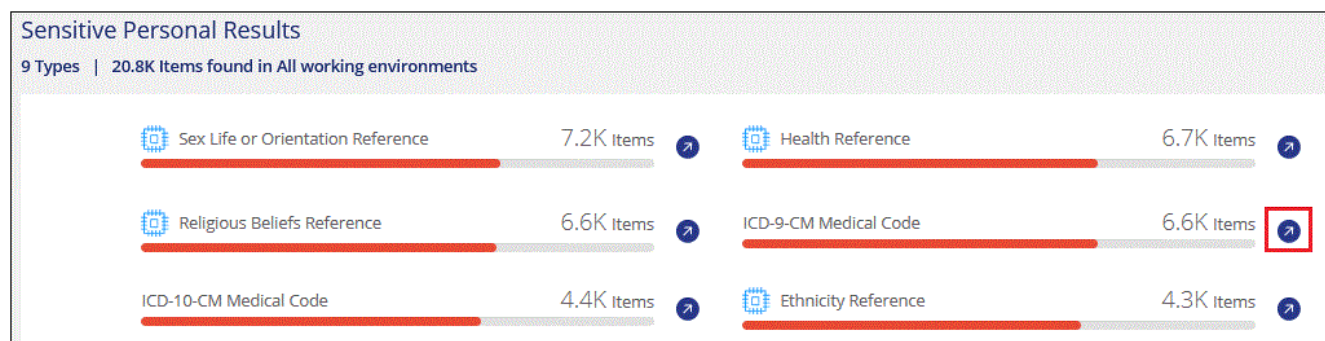 Sensitive Personal Results
9 Types | 20.8K Items found in All working environments
Sex Life or Orientation Reference 7.2K Items
Health Reference 6.7K Items
Religious Beliefs Reference 6.6K Items
ICD-9-CM Medical Code 6.6K Items
ICD-10-CM Medical Code 4.4K Items
Ethnicity Reference 4.3K Items